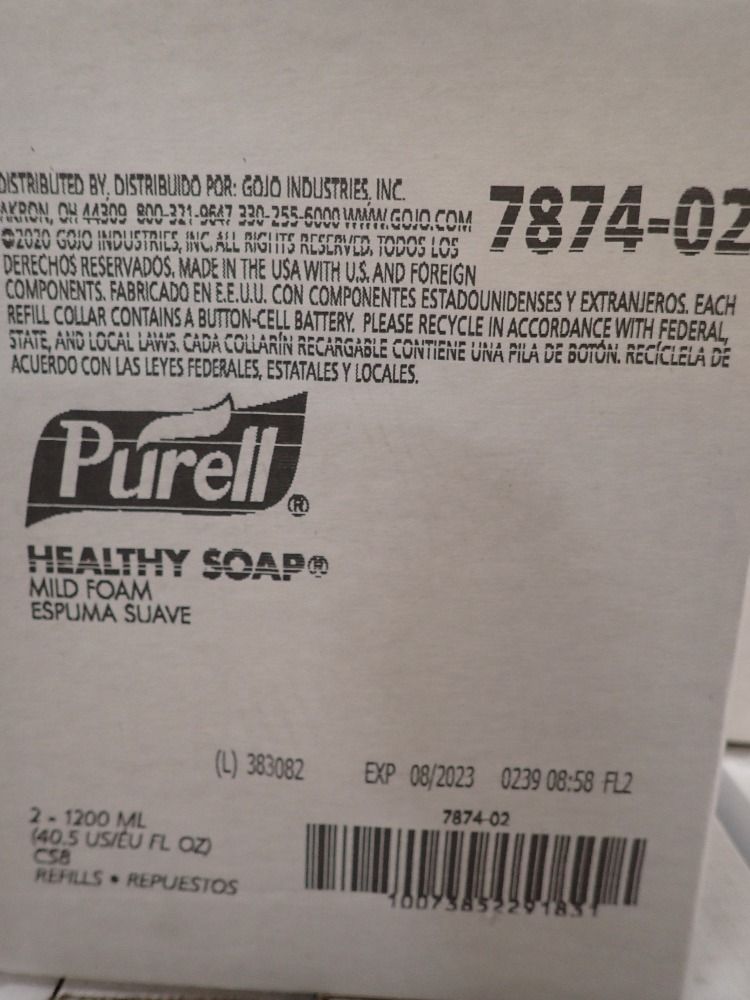 DISTRIBUTED BY, DISTRIBUIDO POR: GOJO INDUSTRIES, INC.
AKRON, OH 44309 800-321-9647 330-255-6000 WWW.GOJO.COM
©2020 GOJO INDUSTRIES, INC. ALL RIGHTS RESERVED, TODOS LOS
DERECHOS RESERVADOS. MADE IN THE USA WITH U.S. AND FOREIGN
COMPONENTS. FABRICADO EN E.E.U.U. CON COMPONENTES ESTADOUNIDENSES Y EXTRANJEROS. EACH
REFILL COLLAR CONTAINS A BUTTON-CELL BATTERY. PLEASE RECYCLE IN ACCORDANCE WITH FEDERAL,
STATE, AND LOCAL LAWS. CADA COLLARÍN RECARGABLE CONTIENE UNA PILA DE BOTÓN. RECÍCLELA DE
ACUERDO CON LAS LEYES FEDERALES, ESTATALES Y LOCALES.
7874-02
Purell®
HEALTHY SOAP®
MILD FOAM
ESPUMA SUAVE
(L) 383082 EXP 08/2023 0239 08:58 FL2
2 - 1200 ML
(40.5 US/EU FL OZ)
CS8
REFILLS • REPUESTOS
7874-02
10073852291831